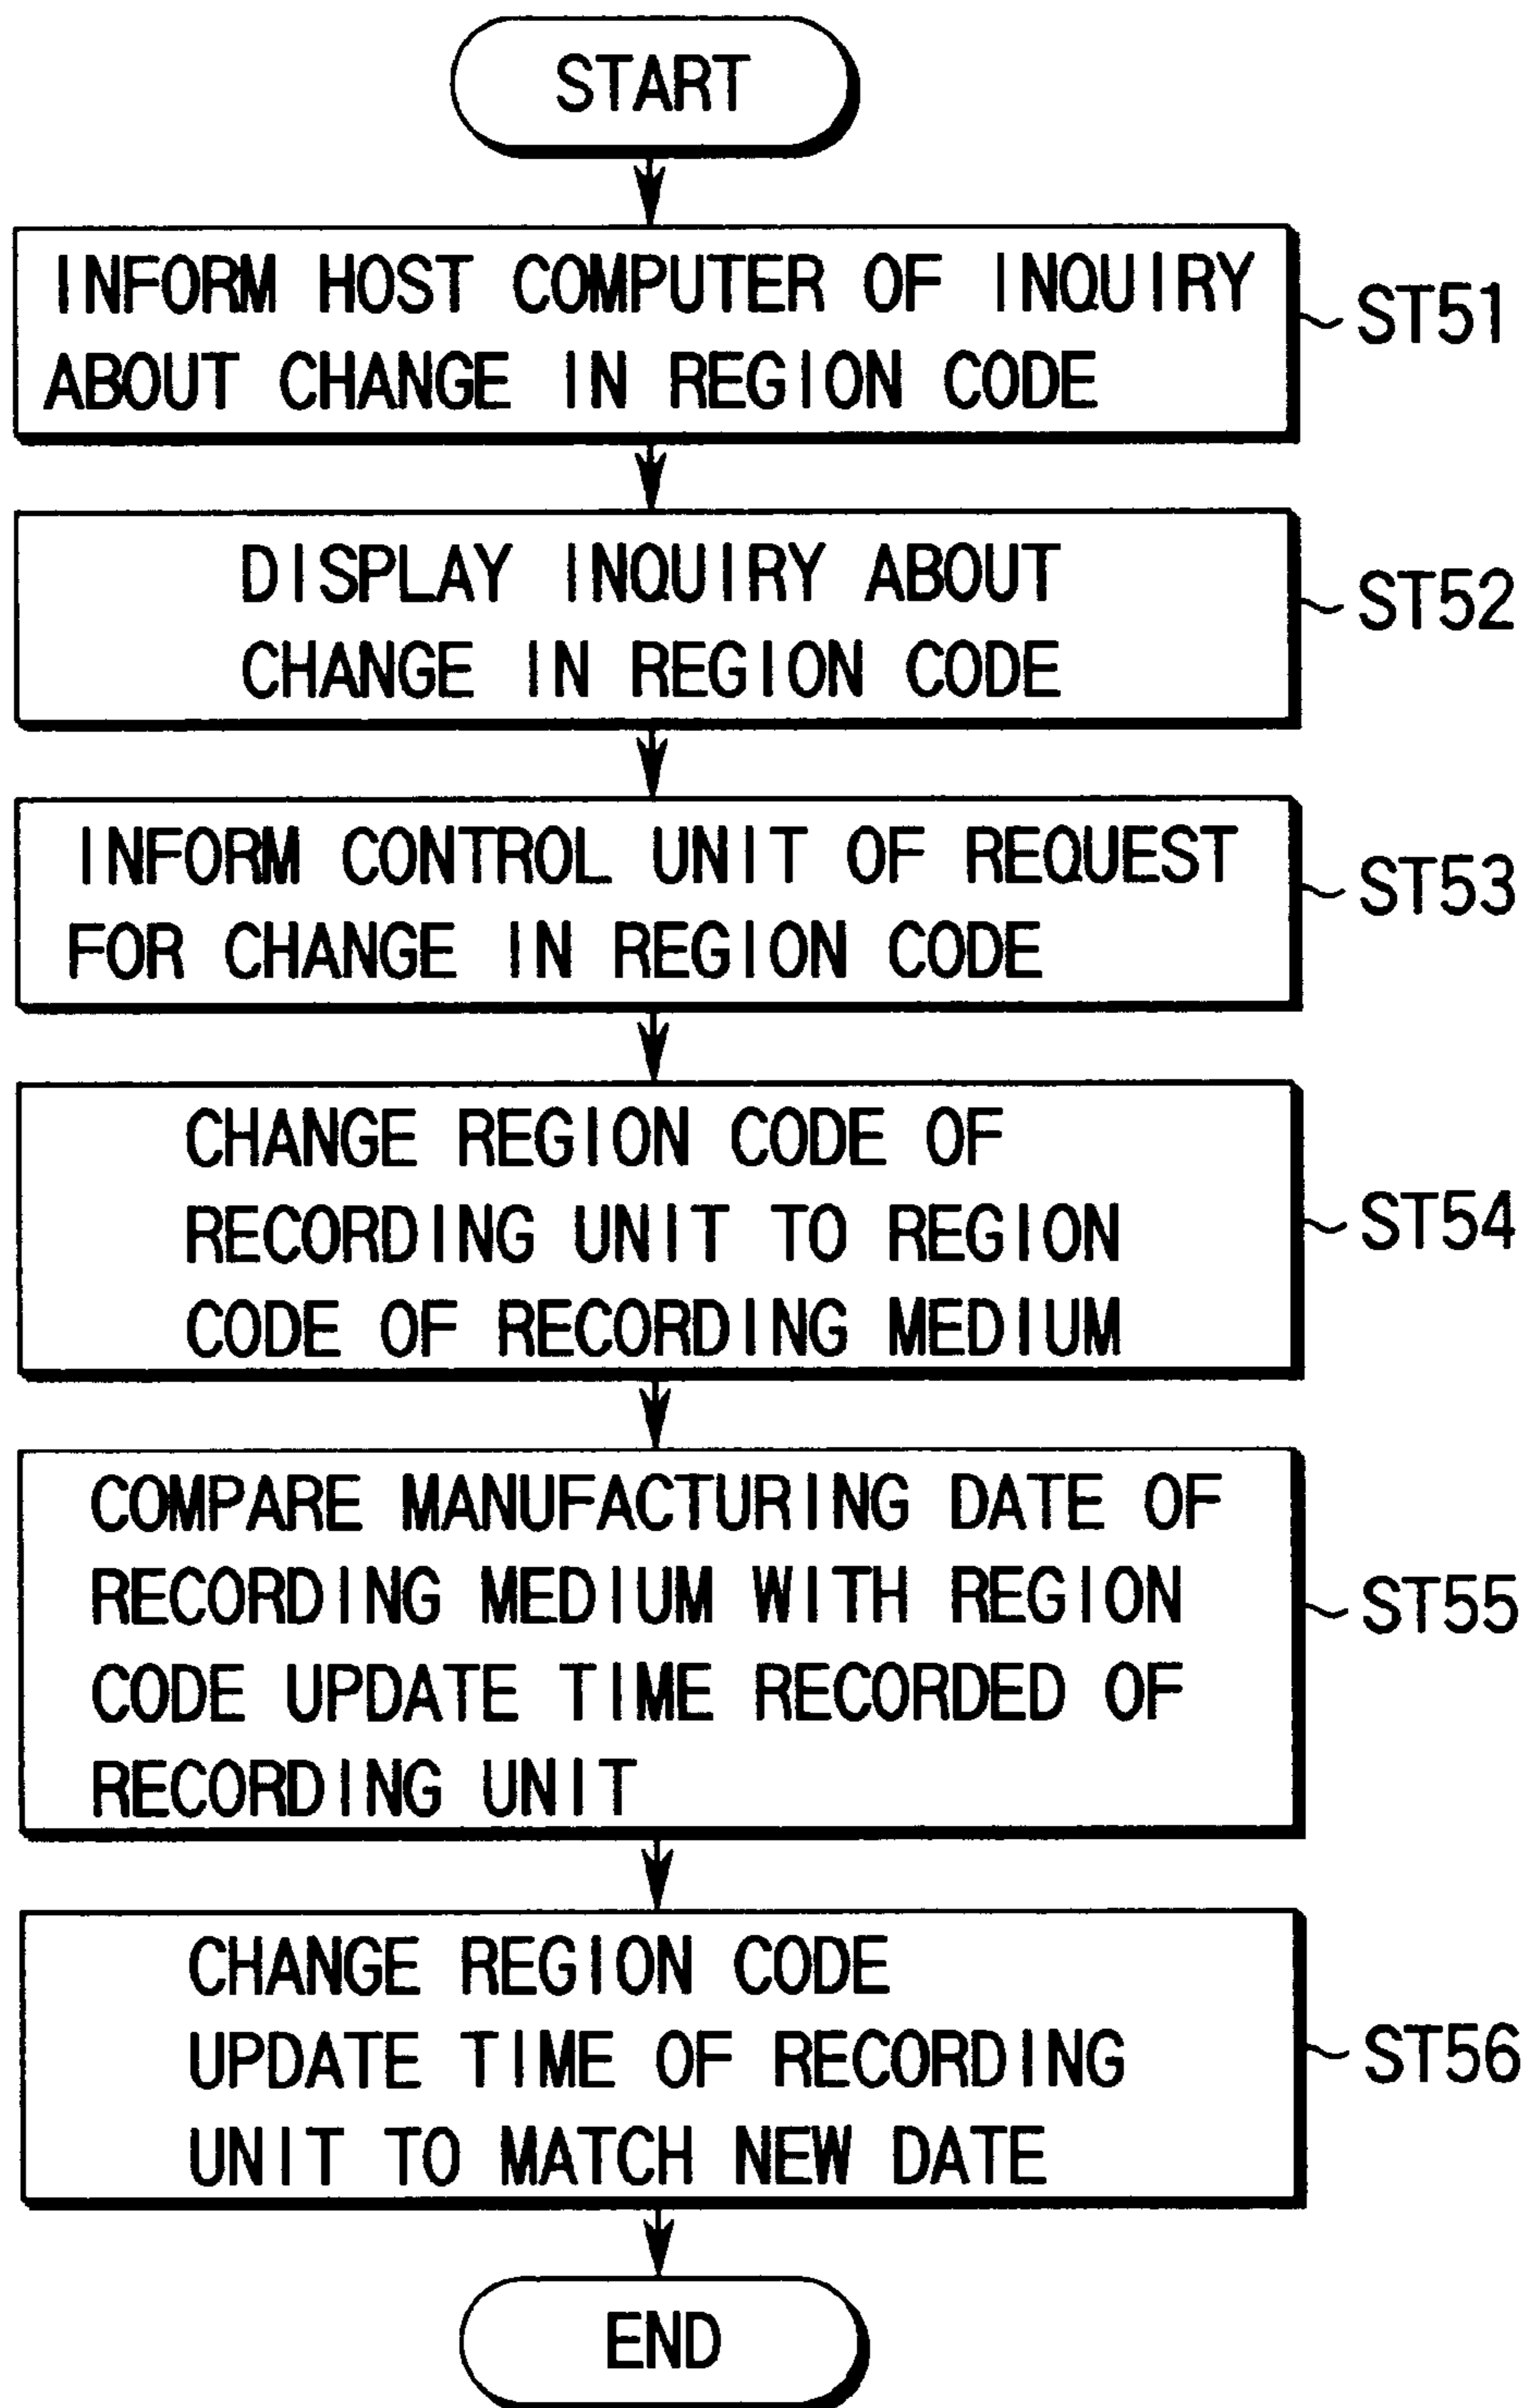 START
INFORM HOST COMPUTER OF INQUIRY
ABOUT CHANGE IN REGION CODE
ST51
DISPLAY INQUIRY ABOUT
CHANGE IN REGION CODE
ST52
INFORM CONTROL UNIT OF REQUEST
FOR CHANGE IN REGION CODE
ST53
CHANGE REGION CODE OF
RECORDING UNIT TO REGION
CODE OF RECORDING MEDIUM
ST54
COMPARE MANUFACTURING DATE OF
RECORDING MEDIUM WITH REGION
CODE UPDATE TIME RECORDED OF
RECORDING UNIT
ST55
CHANGE REGION CODE
UPDATE TIME OF RECORDING
UNIT TO MATCH NEW DATE
ST56
END